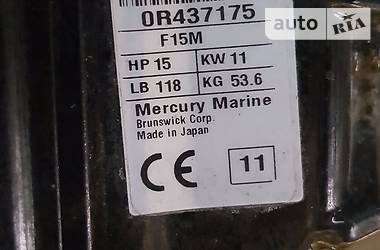 auto
RIA
0R437175
F15M
HP 15 KW 11
LB 118 KG 53.6
Mercury Marine
Brunswick Corp.
Made in Japan
CE 11